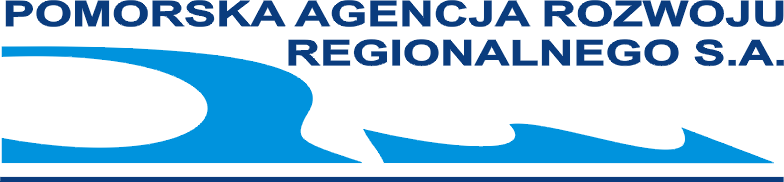 POMORSKA AGENCJA ROZWOJU
REGIONALNEGO S.A.